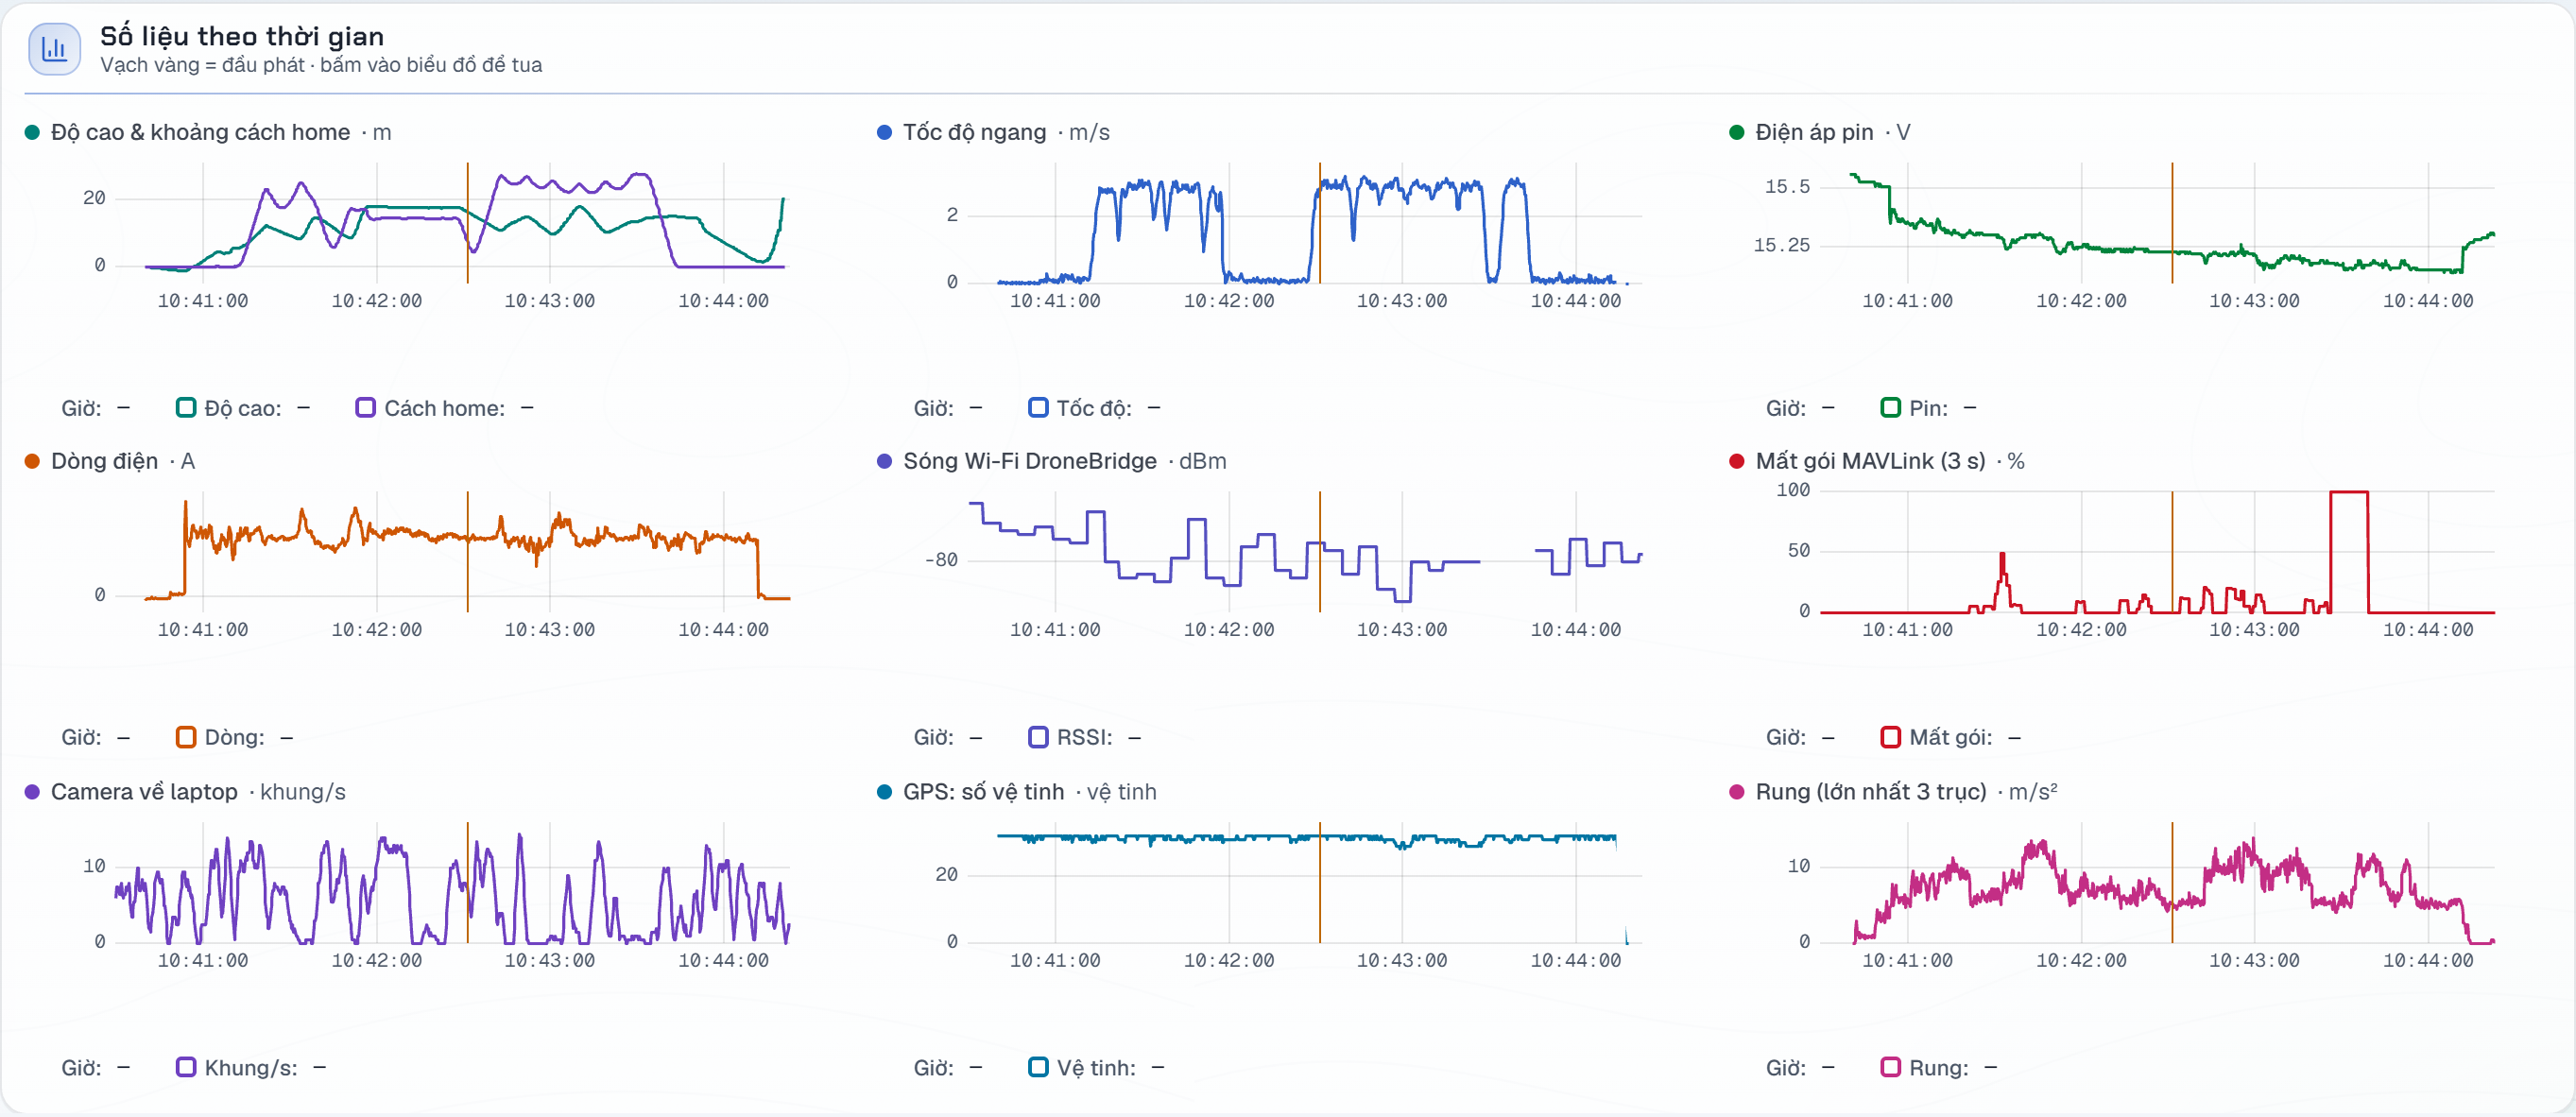 Số liệu theo thời gian
Vạch vàng = đầu phát · bấm vào biểu đồ để tua
Độ cao & khoảng cách home · m
20
0
10:41:00 10:42:00 10:43:00 10:44:00
Giờ: – Độ cao: – Cách home: –
Tốc độ ngang · m/s
2
0
10:41:00 10:42:00 10:43:00 10:44:00
Giờ: – Tốc độ: –
Điện áp pin · V
15.5
15.25
10:41:00 10:42:00 10:43:00 10:44:00
Giờ: – Pin: –
Dòng điện · A
0
10:41:00 10:42:00 10:43:00 10:44:00
Giờ: – Dòng: –
Sóng Wi-Fi DroneBridge · dBm
-80
10:41:00 10:42:00 10:43:00 10:44:00
Giờ: – RSSI: –
Mất gói MAVLink (3 s) · %
100
50
0
10:41:00 10:42:00 10:43:00 10:44:00
Giờ: – Mất gói: –
Camera về laptop · khung/s
10
0
10:41:00 10:42:00 10:43:00 10:44:00
Giờ: – Khung/s: –
GPS: số vệ tinh · vệ tinh
20
0
10:41:00 10:42:00 10:43:00 10:44:00
Giờ: – Vệ tinh: –
Rung (lớn nhất 3 trục) · m/s²
10
0
10:41:00 10:42:00 10:43:00 10:44:00
Giờ: – Rung: –